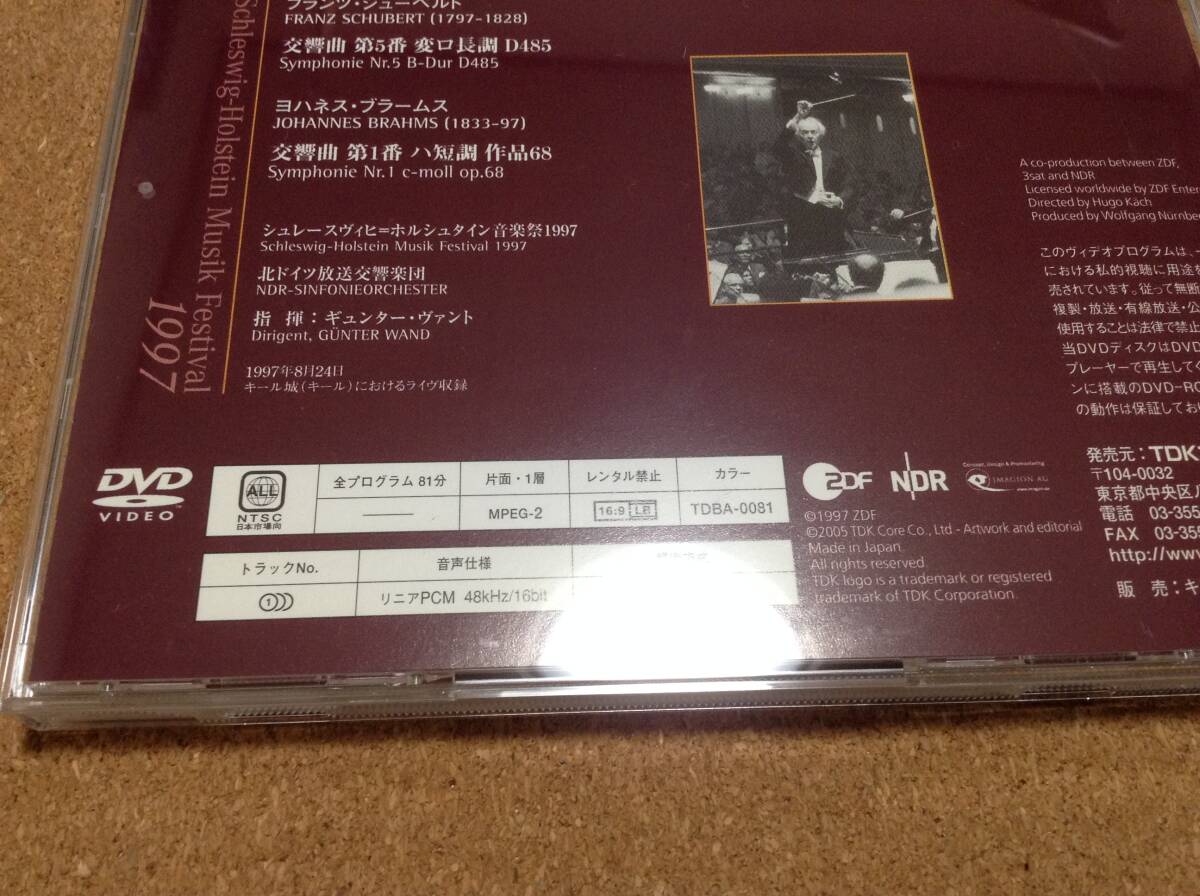 Schleswig-Holstein Musik Festival
1997
フランツ・シューベルト
FRANZ SCHUBERT (1797-1828)
交響曲 第5番 変ロ長調 D485
Symphonie Nr.5 B-Dur D485
ヨハネス・ブラームス
JOHANNES BRAHMS (1833-97)
交響曲 第1番 ハ短調 作品68
Symphonie Nr.1 c-moll op.68
シュレースヴィヒ=ホルシュタイン音楽祭1997
Schleswig-Holstein Musik Festival 1997
北ドイツ放送交響楽団
NDR-SINFONIEORCHESTER
指 揮：ギュンター・ヴァント
Dirigent, GÜNTER WAND
1997年8月24日
キール城(キール)におけるライヴ収録
A co-production between ZDF,
3sat and NDR
Licensed worldwide by ZDF Enter
Directed by Hugo Käch
Produced by Wolfgang Nürnbe
このヴィデオプログラムは、
における私的視聴に用途を
売されています。従って無断
複製・放送・有線放送・公
使用することは法律で禁止
当DVDディスクはDVD
プレーヤーで再生してく
ンに搭載のDVD-RO
の動作は保証してお
DVD
VIDEO
ALL
NTSC
日本市場向
全プログラム 81分
片面・1層
レンタル禁止
カラー
MPEG-2
16:9 LB
TDBA-0081
トラックNo.
音声仕様
1
リニアPCM 48kHz/16bit
ZDF
NDR
Concept, Design & Promastering
IMAGION AG
©1997 ZDF
©2005 TDK Core Co., Ltd - Artwork and editorial
Made in Japan.
All rights reserved
TDK logo is a trademark or registered
trademark of TDK Corporation.
発売元：TDK
〒104-0032
東京都中央区
電話 03-355
FAX 03-355
http://ww
販 売：キ